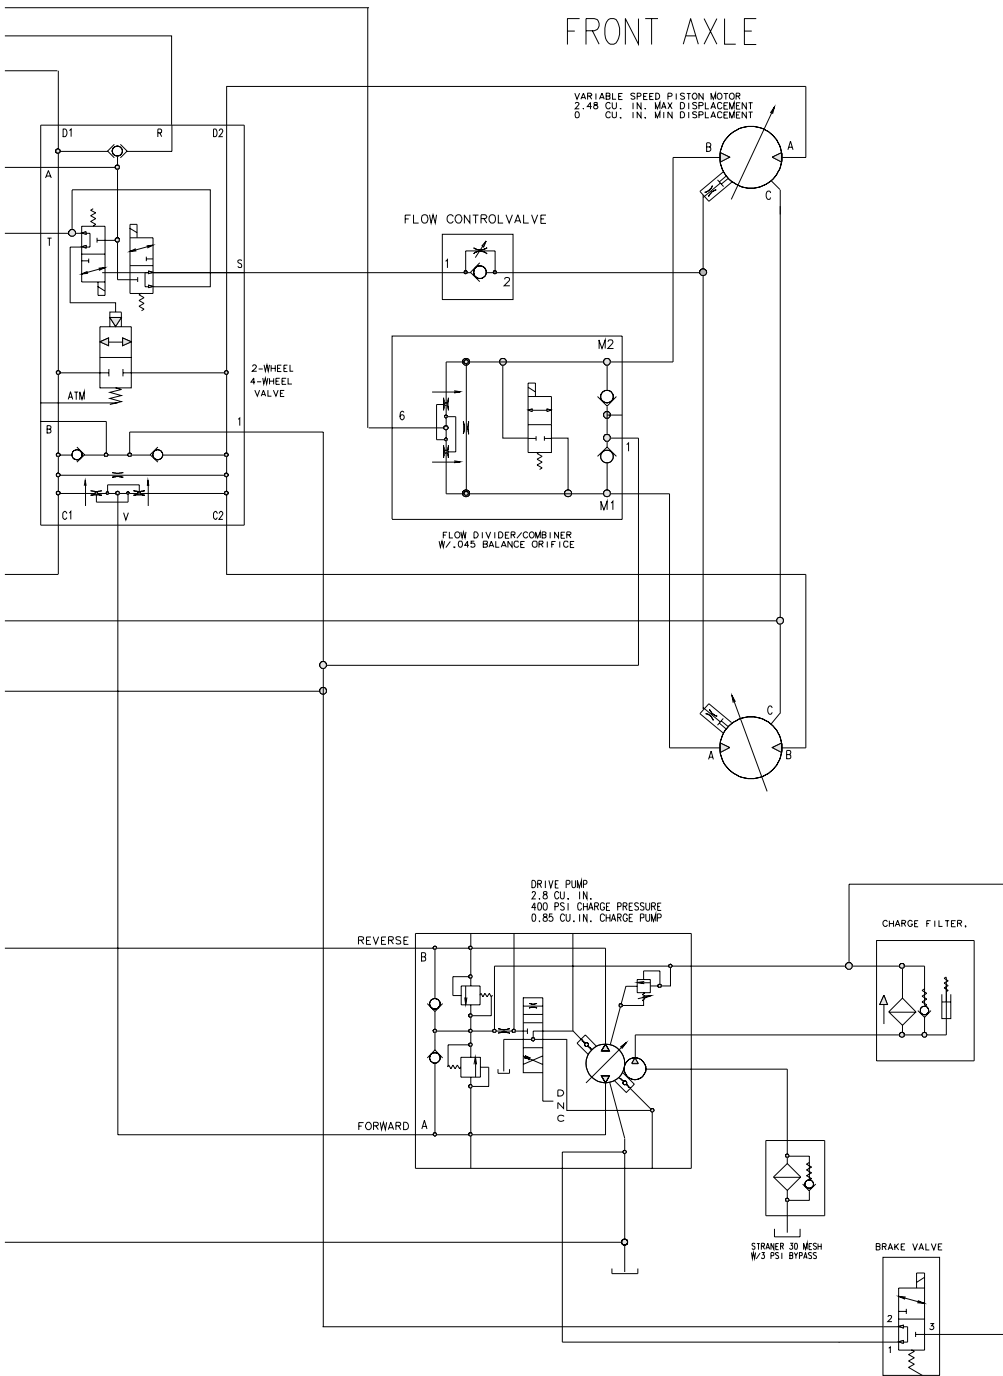 FRONT AXLE
VARIABLE SPEED PISTON MOTOR
2.48 CU. IN. MAX DISPLACEMENT
0 CU. IN. MIN DISPLACEMENT
D1
R
D2
B
A
A
C
T
FLOW CONTROLVALVE
S
1
2
M2
2-WHEEL
4-WHEEL
VALVE
ATM
6
B
1
1
M1
C1
V
C2
FLOW DIVIDER/COMBINER
W/.045 BALANCE ORIFICE
C
A
B
DRIVE PUMP
2.8 CU. IN.
400 PSI CHARGE PRESSURE
0.85 CU.IN. CHARGE PUMP
CHARGE FILTER.
REVERSE
B
D
N
C
FORWARD
A
STRANER 30 MESH
W/3 PSI BYPASS
BRAKE VALVE
2
3
1